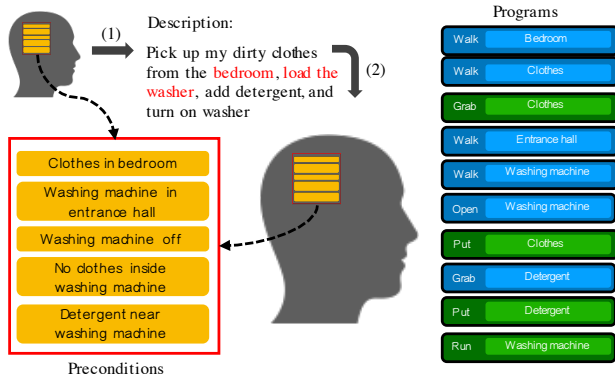 (1)
Description:
Pick up my dirty clothes
from the bedroom, load the
washer, add detergent, and
turn on washer
(2)
Clothes in bedroom
Washing machine in
entrance hall
Washing machine off
No clothes inside
washing machine
Detergent near
washing machine
Preconditions
Programs
Walk Bedroom
Walk Clothes
Grab Clothes
Walk Entrance hall
Walk Washing machine
Open Washing machine
Put Clothes
Grab Detergent
Put Detergent
Run Washing machine